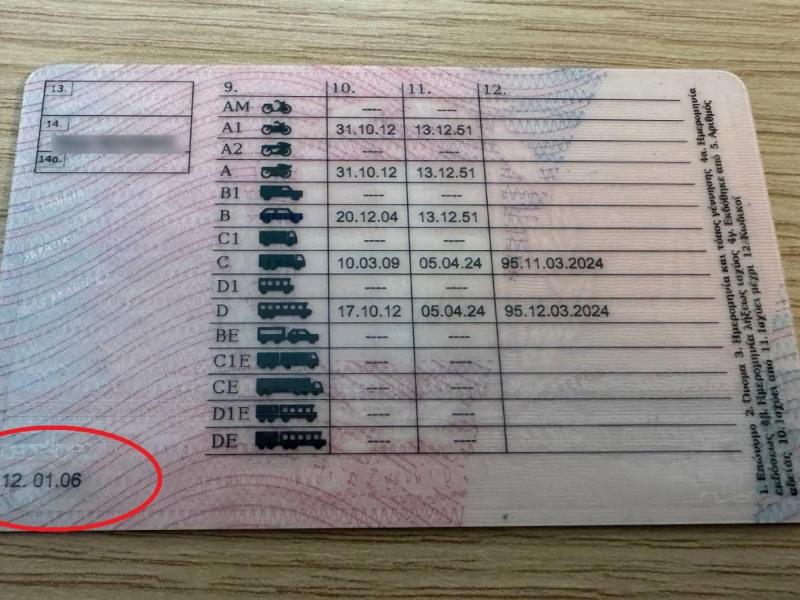 13.
14.
14α.
9. 10. 11. 12.
AM ---- ----
A1 31.10.12 13.12.51
A2 ---- ----
A 31.10.12 13.12.51
B1 ---- ----
B 20.12.04 13.12.51
C1 ---- ----
C 10.03.09 05.04.24 95.11.03.2024
D1 ---- ----
D 17.10.12 05.04.24 95.12.03.2024
BE ---- ----
C1E ---- ----
CE ---- ----
D1E ---- ----
DE ---- ----
12. 01.06
1. Επώνυμο 2. Όνομα 3. Ημερομηνία και τόπος γέννησης 4α. Ημερομηνία
εκδόσεως 4β. Ημερομηνία λήξεως ισχύος 4γ. Εκδόθηκε από 5. Αριθμός
αδείας 10. Ισχύει από 11. Ισχύει μέχρι 12. Κωδικοί